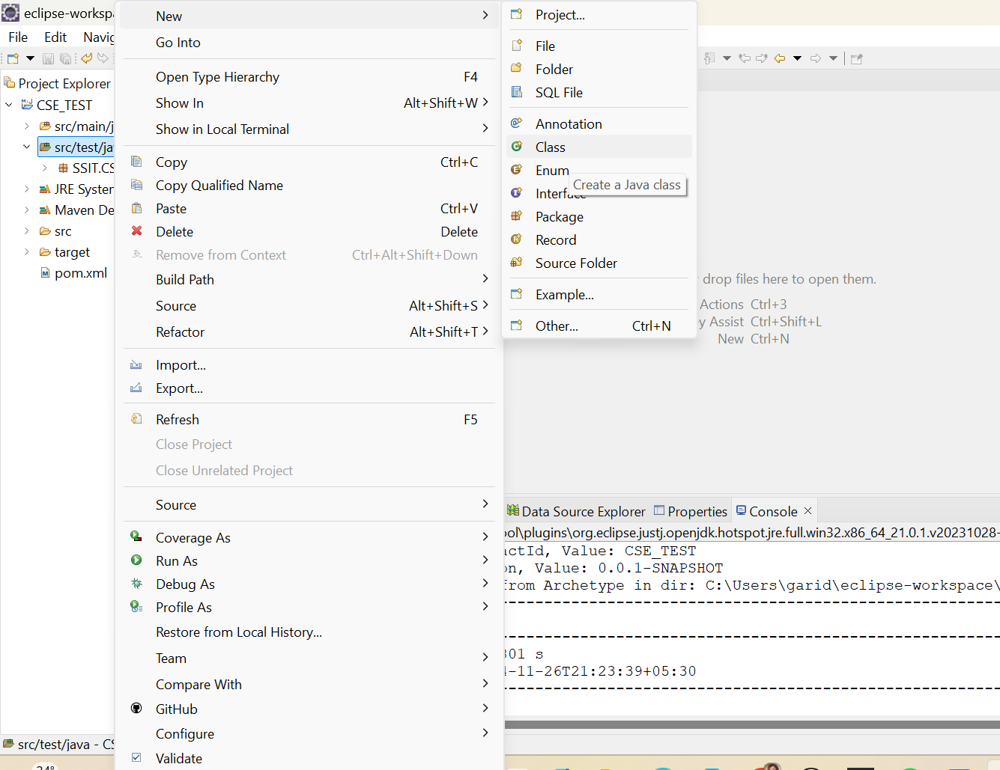 eclipse-workspa
File Edit Navig
Project Explorer
CSE_TEST
src/main/j
src/test/ja
SSIT.CS
JRE System
Maven De
src
target
pom.xml
src/test/java - CS
New
Go Into
Open Type Hierarchy F4
Show In Alt+Shift+W
Show in Local Terminal
Copy Ctrl+C
Copy Qualified Name
Paste Ctrl+V
Delete Delete
Remove from Context Ctrl+Alt+Shift+Down
Build Path
Source Alt+Shift+S
Refactor Alt+Shift+T
Import...
Export...
Refresh F5
Close Project
Close Unrelated Project
Source
Coverage As
Run As
Debug As
Profile As
Restore from Local History...
Team
Compare With
GitHub
Configure
Validate
Project...
File
Folder
SQL File
Annotation
Class
Enum
Create a Java class
Interface
Package
Record
Source Folder
Example...
Other... Ctrl+N
drop files here to open them.
Actions Ctrl+3
y Assist Ctrl+Shift+L
New Ctrl+N
Data Source Explorer Properties Console
ool\plugins\org.eclipse.justj.openjdk.hotspot.jre.full.win32.x86_64_21.0.1.v20231028-
actId, Value: CSE_TEST
on, Value: 0.0.1-SNAPSHOT
from Archetype in dir: C:\Users\garid\eclipse-workspace\
------------------------------------------------------------------------
------------------------------------------------------------------------
301 s
4-11-26T21:23:39+05:30
------------------------------------------------------------------------